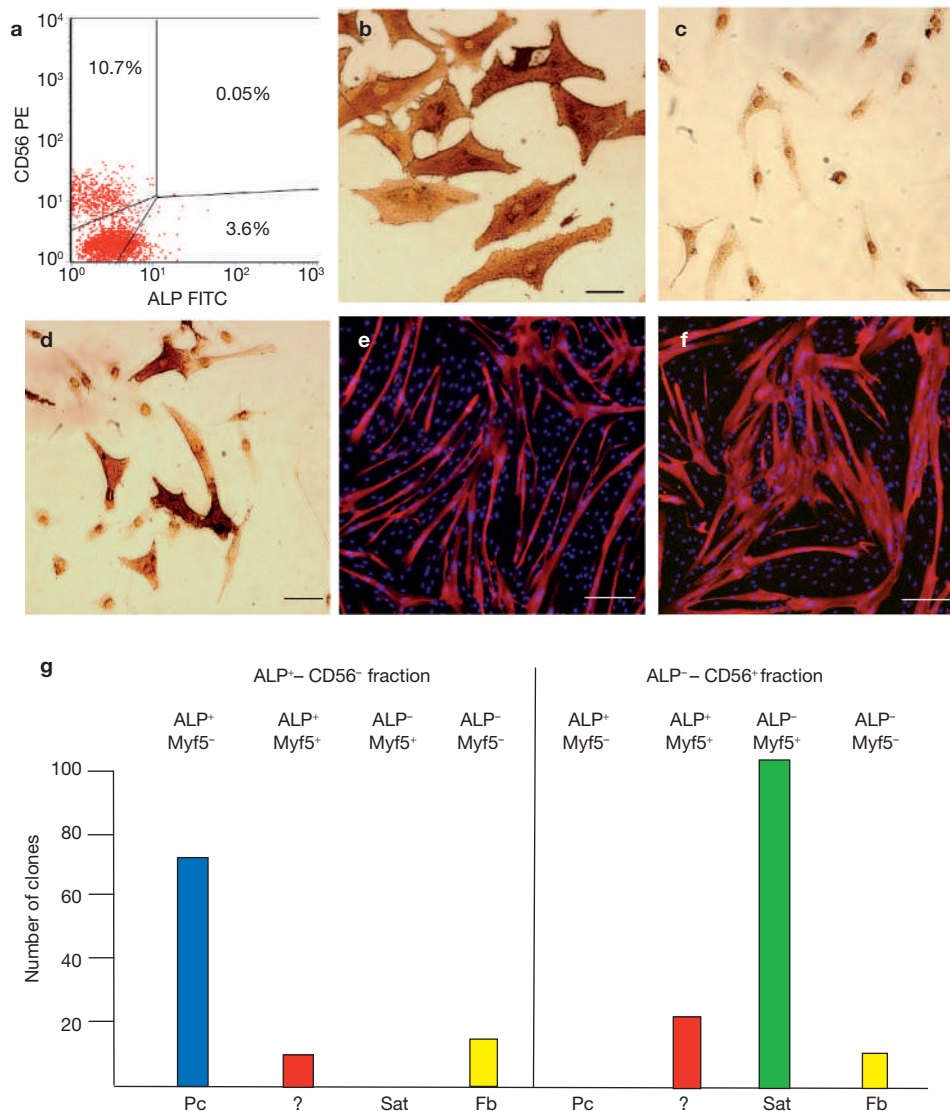 a
10⁴
10³
10²
10¹
10⁰
CD56 PE
10.7%
0.05%
3.6%
10⁰ 10¹ 10² 10³
ALP FITC
b
c
d
e
f
g
ALP⁺– CD56⁻ fraction
ALP⁻– CD56⁺ fraction
ALP⁺ ALP⁺ ALP⁻ ALP⁻ ALP⁺ ALP⁺ ALP⁻ ALP⁻
Myf5⁻ Myf5⁺ Myf5⁺ Myf5⁻ Myf5⁻ Myf5⁺ Myf5⁺ Myf5⁻
100
80
60
40
20
Number of clones
Pc ? Sat Fb Pc ? Sat Fb